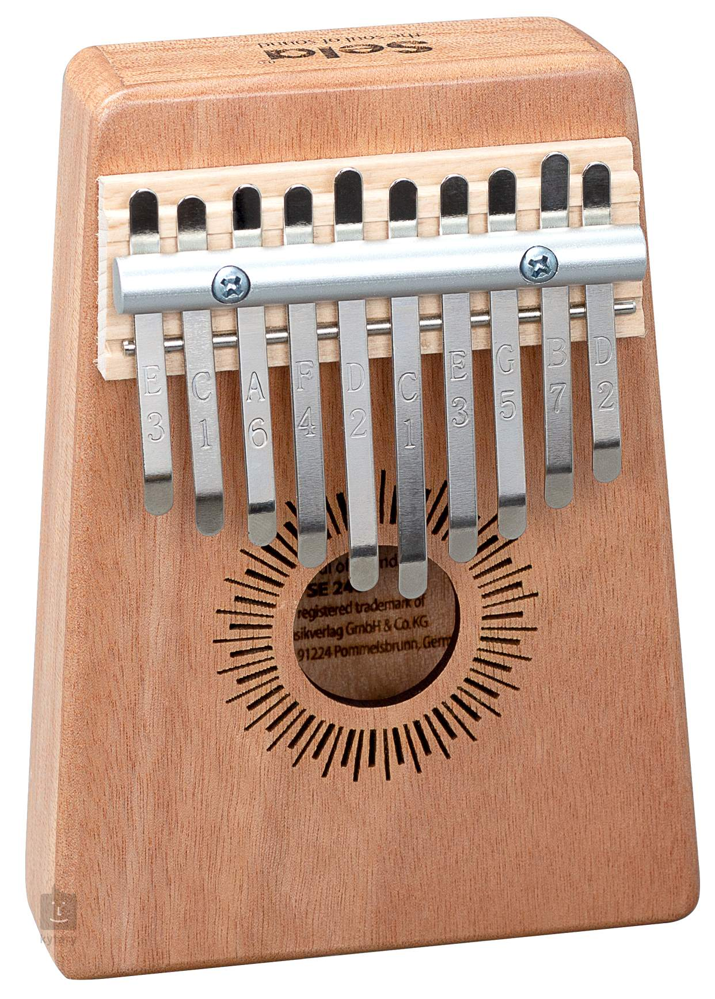 sela
the soul of sound
E C A F D C E G B D
3 1 6 4 2 1 3 5 7 2
SE 24
registered trademark of
sikverlag GmbH & Co. KG
91224 Pommelsbrunn, Germ
kytary